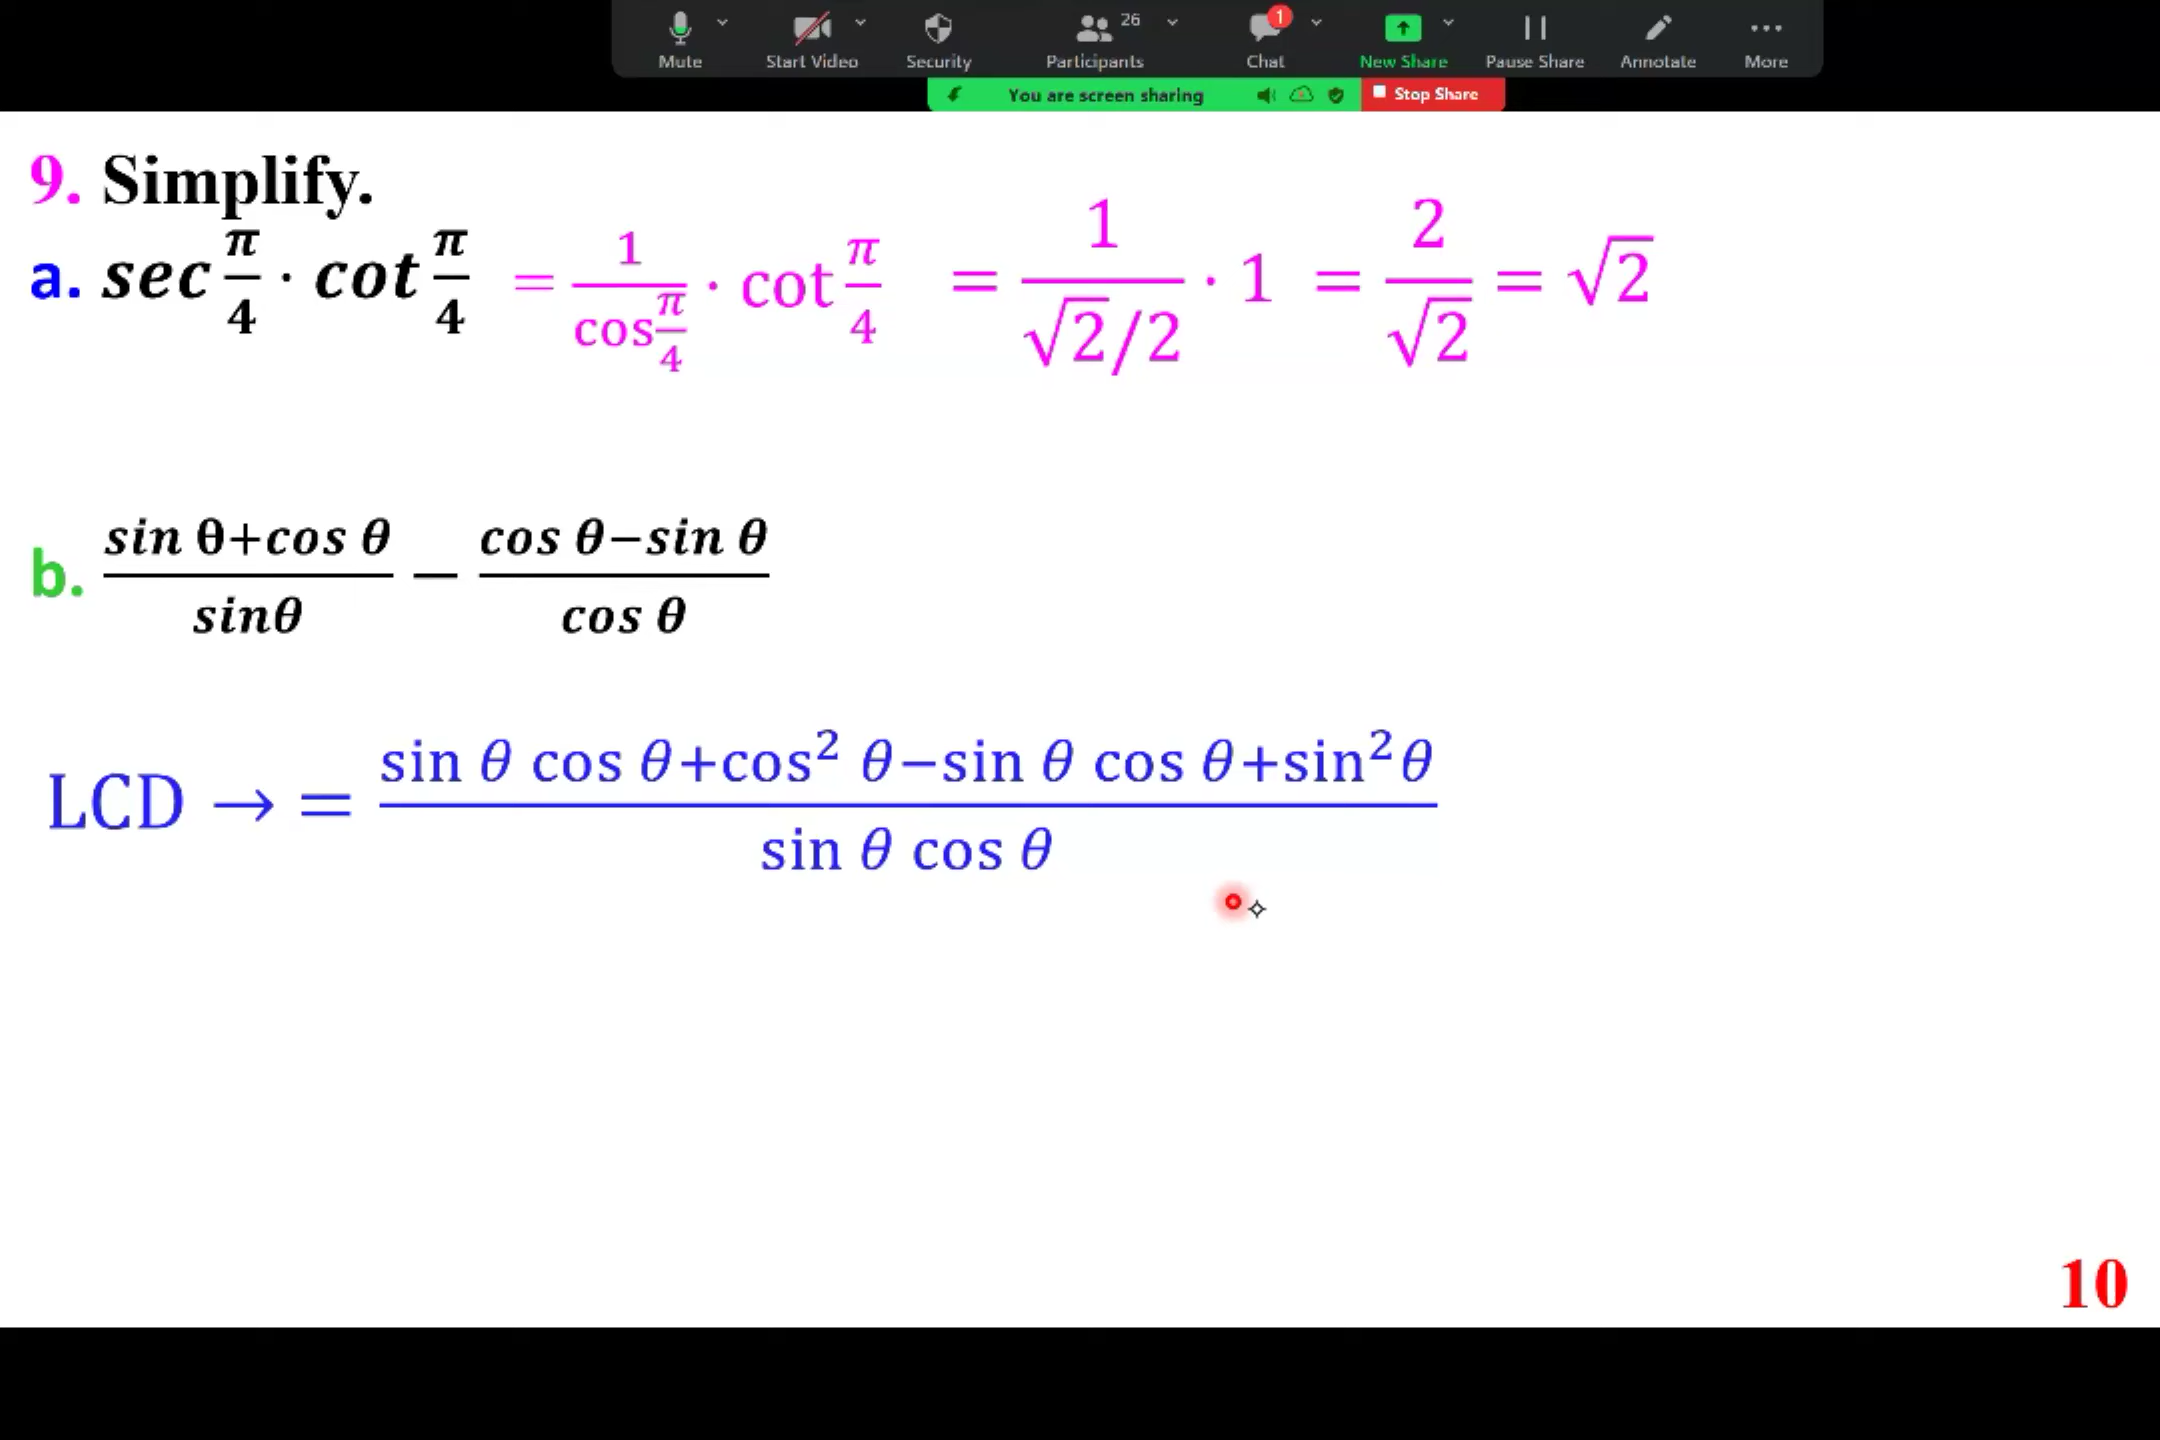 26
1
Mute Start Video Security Participants Chat New Share Pause Share Annotate More
You are screen sharing Stop Share
9. Simplify.
a. sec π/4 · cot π/4 = 1/(cos π/4) · cot π/4 = 1/(√2/2) · 1 = 2/√2 = √2
b. (sin θ+cos θ)/(sinθ) − (cos θ−sin θ)/(cos θ)
LCD → = (sin θ cos θ+cos² θ−sin θ cos θ+sin²θ)/(sin θ cos θ)
10